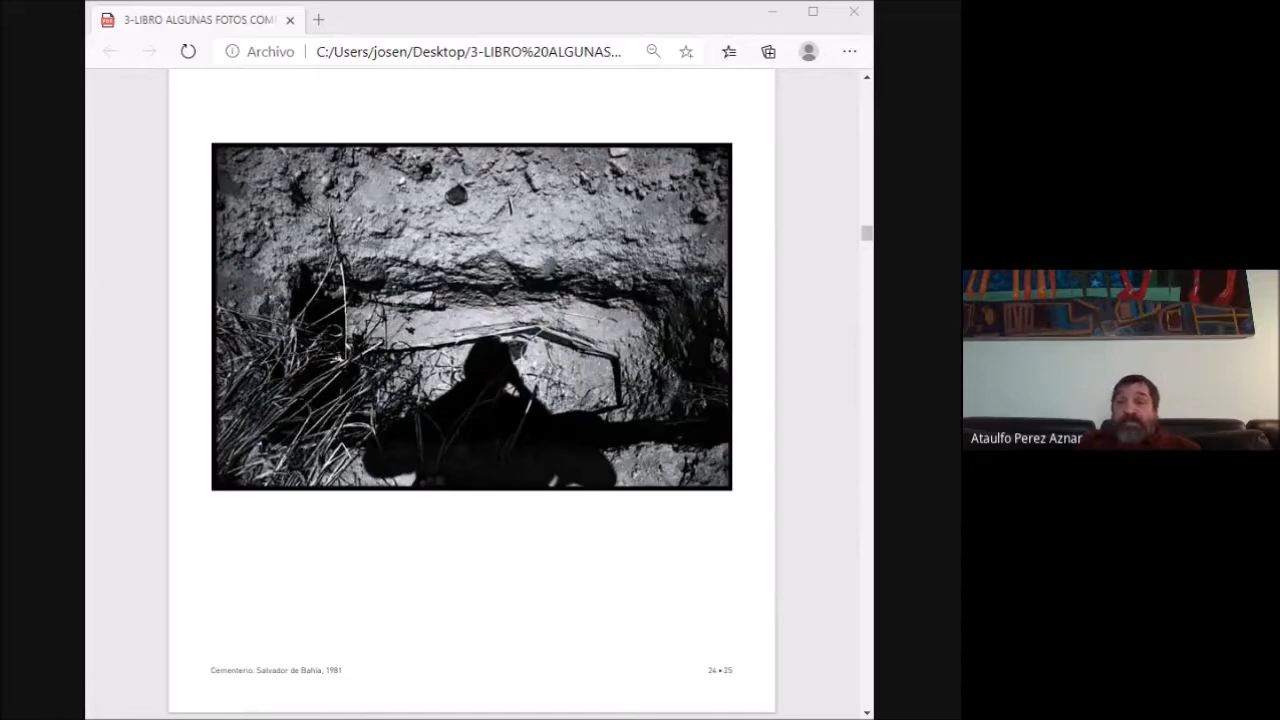 3-LIBRO ALGUNAS FOTOS COM
Archivo
C:/Users/josen/Desktop/3-LIBRO%20ALGUNAS...
Cementerio. Salvador de Bahía, 1981
24 • 25
Ataulfo Perez Aznar